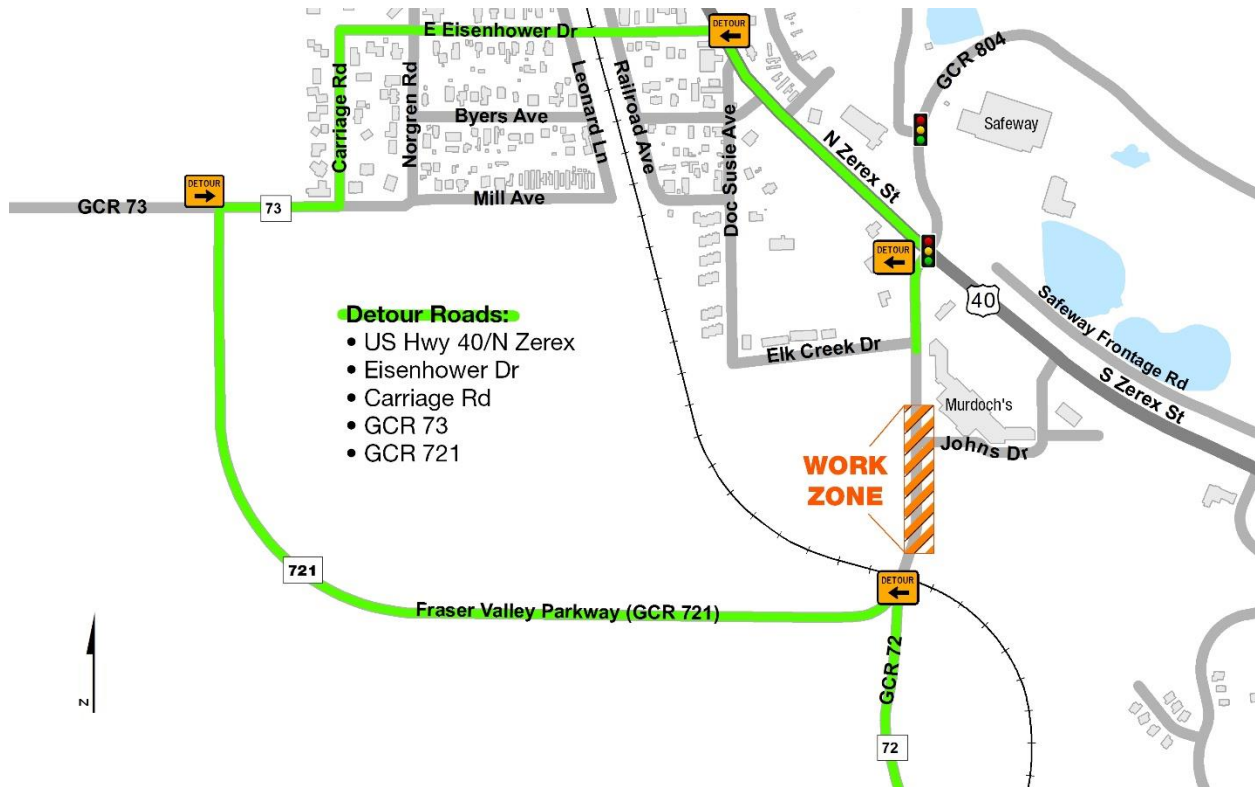 DETOUR
E Eisenhower Dr
GCR 804
Safeway
Carriage Rd
Norgren Rd
Leonard Ln
Railroad Ave
Byers Ave
Doc Susie Ave
N Zerex St
DETOUR
GCR 73
73
Mill Ave
DETOUR
40
Safeway Frontage Rd
S Zerex St
Detour Roads:
• US Hwy 40/N Zerex
• Eisenhower Dr
• Carriage Rd
• GCR 73
• GCR 721
Elk Creek Dr
Murdoch's
Johns Dr
WORK
ZONE
721
DETOUR
Fraser Valley Parkway (GCR 721)
GCR 72
72
N